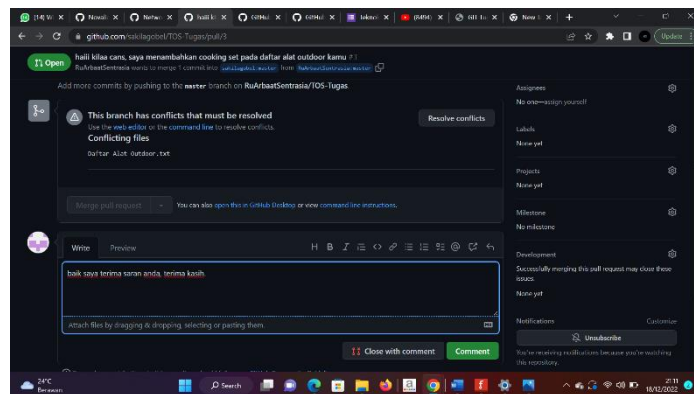 github.com/sakilagobel/TOS-Tugas/pull/3
Update
Open
haiii kilaa cans, saya menambahkan cooking set pada daftar alat outdoor kamu
RuArbaatSentrasia wants to merge 1 commit into sakilagobel:master from RuArbaatSentrasia:master
Add more commits by pushing to the master branch on RuArbaatSentrasia/TOS-Tugas.
This branch has conflicts that must be resolved
Use the web editor or the command line to resolve conflicts.
Resolve conflicts
Conflicting files
Daftar Alat Outdoor.txt
Merge pull request
You can also open this in GitHub Desktop or view command line instructions.
Write
Preview
baik saya terima saran anda, terima kasih.
Attach files by dragging & dropping, selecting or pasting them.
Close with comment
Comment
Assignees
No one—assign yourself
Labels
None yet
Projects
None yet
Milestone
No milestone
Development
Successfully merging this pull request may close these
issues.
None yet
Notifications
Customize
Unsubscribe
You're receiving notifications because you're watching
this repository.
24°C
Berawan
Search
21:11
18/12/2022